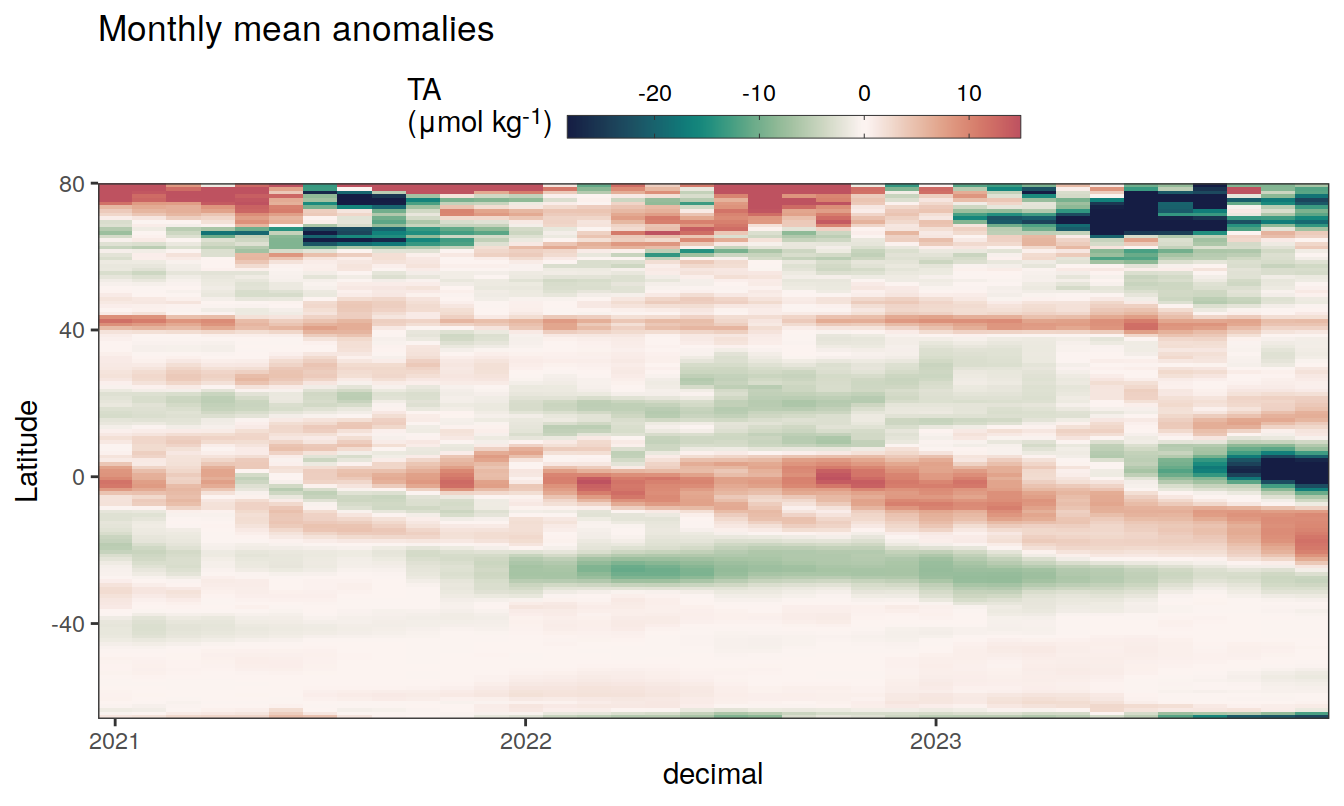 Monthly mean anomalies
TA
(μmol kg⁻¹)
-20 -10 0 10
Latitude
80
40
0
-40
2021 2022 2023
decimal